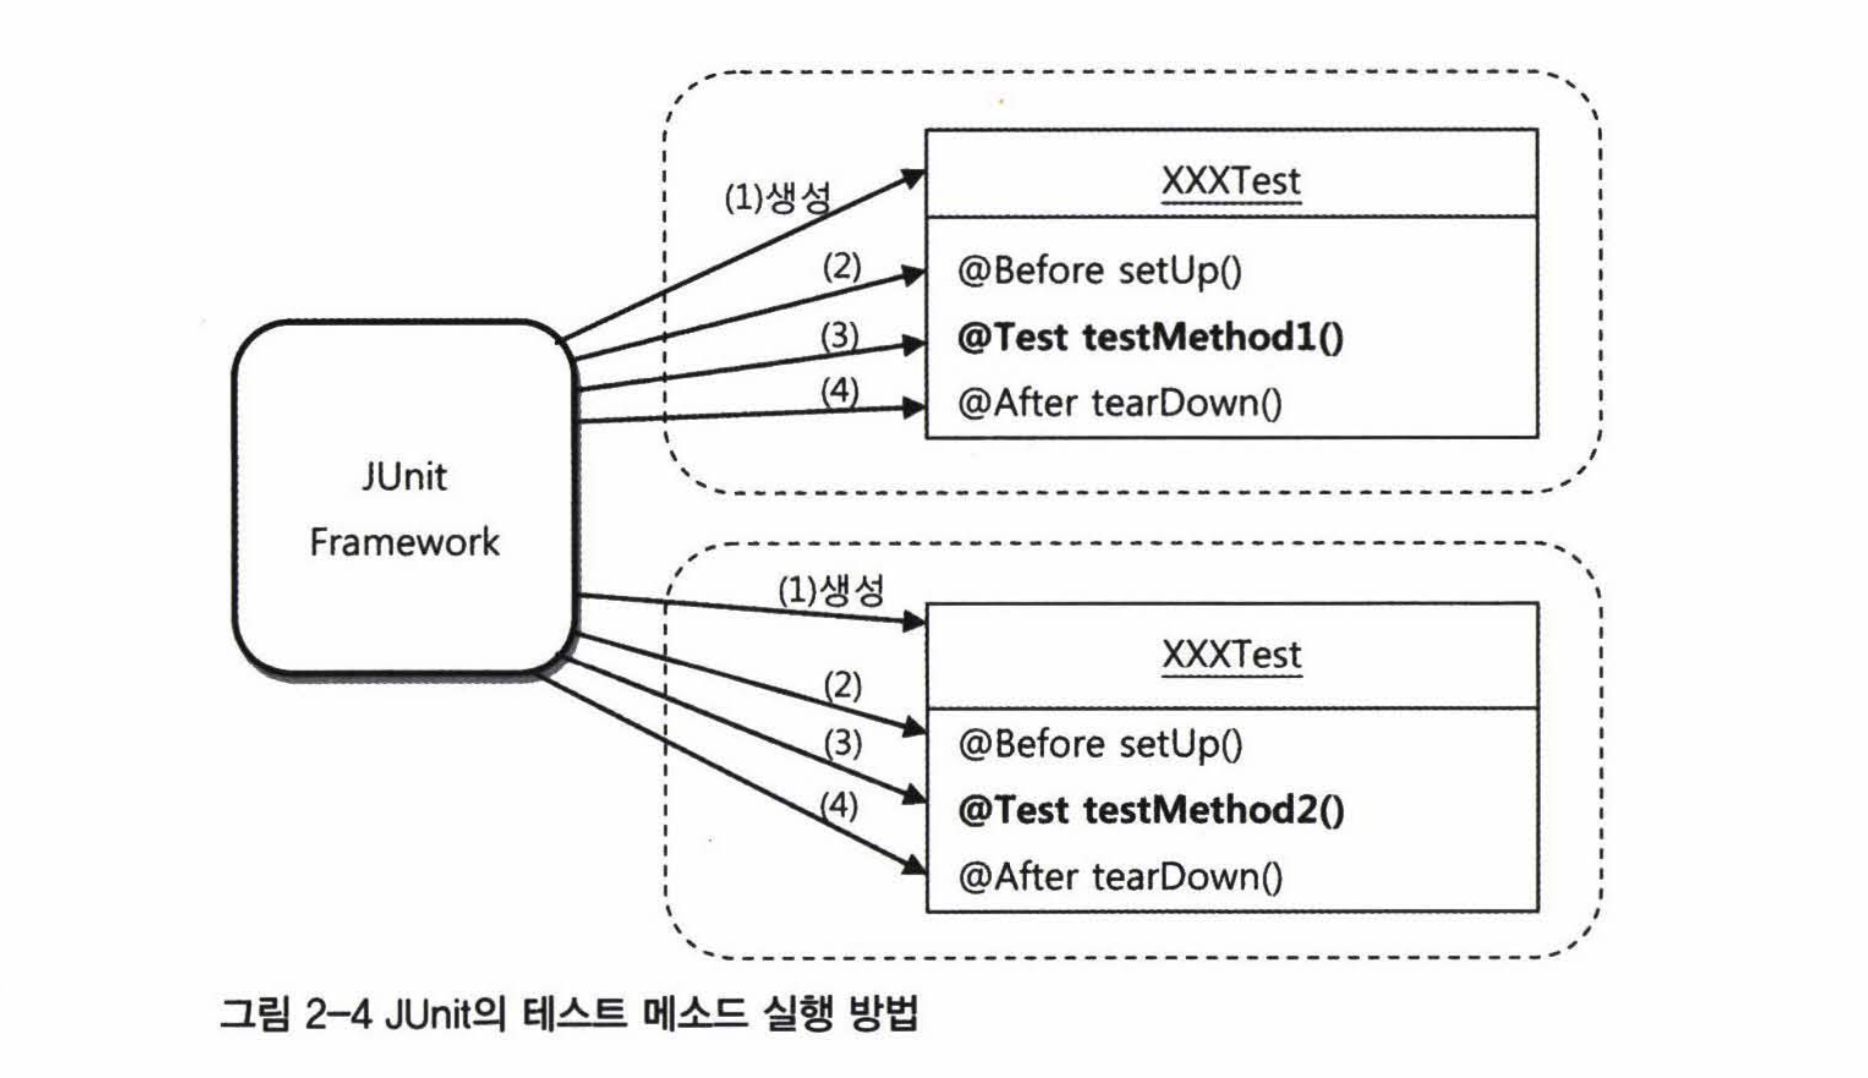 (1)생성
XXXTest
(2)
@Before setUp()
(3)
@Test testMethod1()
(4)
@After tearDown()
JUnit
Framework
(1)생성
XXXTest
(2)
@Before setUp()
(3)
@Test testMethod2()
(4)
@After tearDown()
그림 2-4 JUnit의 테스트 메소드 실행 방법